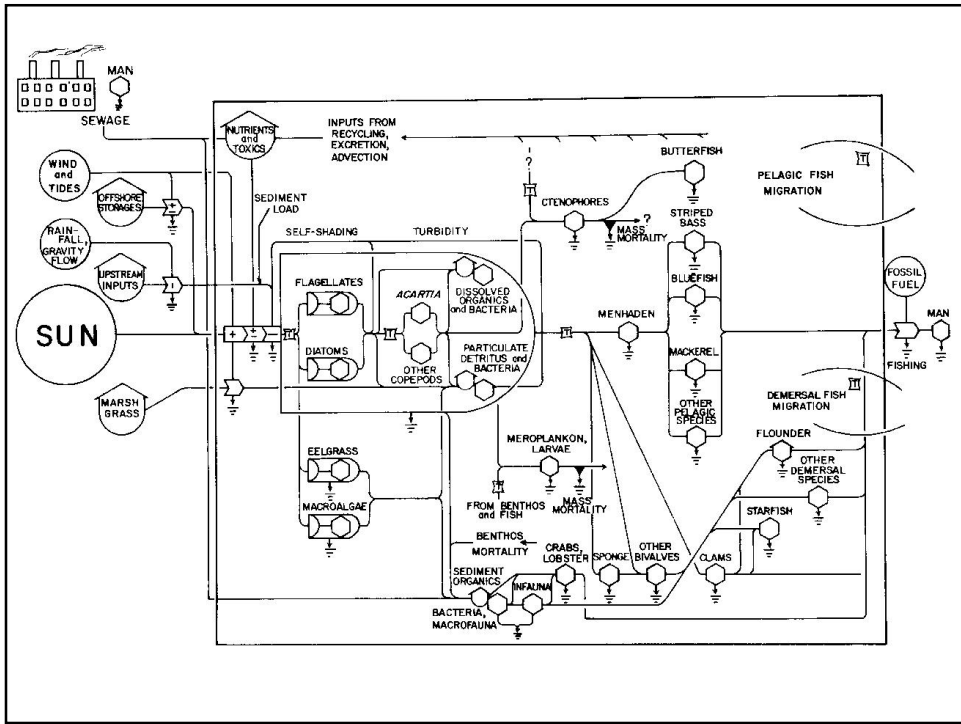 MAN
SEWAGE
NUTRIENTS
and
TOXICS
INPUTS FROM
RECYCLING,
EXCRETION,
ADVECTION
WIND
and
TIDES
OFFSHORE
STORAGES
RAIN-
FALL,
GRAVITY
FLOW
UPSTREAM
INPUTS
SUN
MARSH
GRASS
SEDIMENT
LOAD
SELF-SHADING
TURBIDITY
FLAGELLATES
DIATOMS
ACARTIA
OTHER
COPEPODS
DISSOLVED
ORGANICS
and BACTERIA
PARTICULATE
DETRITUS and
BACTERIA
EELGRASS
MACROALGAE
?
T
CTENOPHORES
?
MASS
MORTALITY
BUTTERFISH
STRIPED
BASS
BLUEFISH
MENHADEN
MACKEREL
OTHER
PELAGIC
SPECIES
T
PELAGIC FISH
MIGRATION
FOSSIL
FUEL
MAN
FISHING
T
DEMERSAL FISH
MIGRATION
FLOUNDER
OTHER
DEMERSAL
SPECIES
STARFISH
MEROPLANKON,
LARVAE
MASS
MORTALITY
T
FROM BENTHOS
and FISH
BENTHOS
MORTALITY
SEDIMENT
ORGANICS
BACTERIA,
MACROFAUNA
INFAUNA
CRABS,
LOBSTER
SPONGE
OTHER
BIVALVES
CLAMS
+
±
−
T
T
T